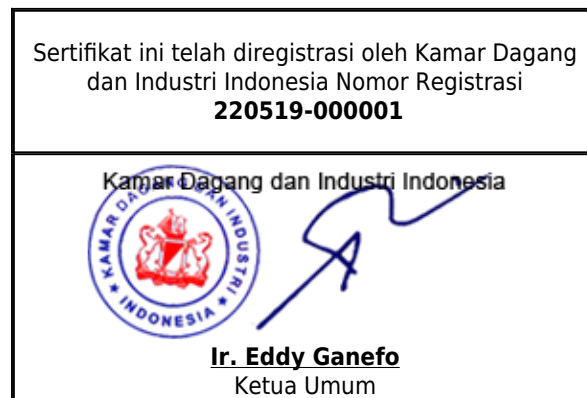 Sertifikat ini telah diregistrasi oleh Kamar Dagang
dan Industri Indonesia Nomor Registrasi
220519-000001
Kamar Dagang dan Industri Indonesia
KAMAR DAGANG DAN INDUSTRI
INDONESIA
Ir. Eddy Ganefo
Ketua Umum